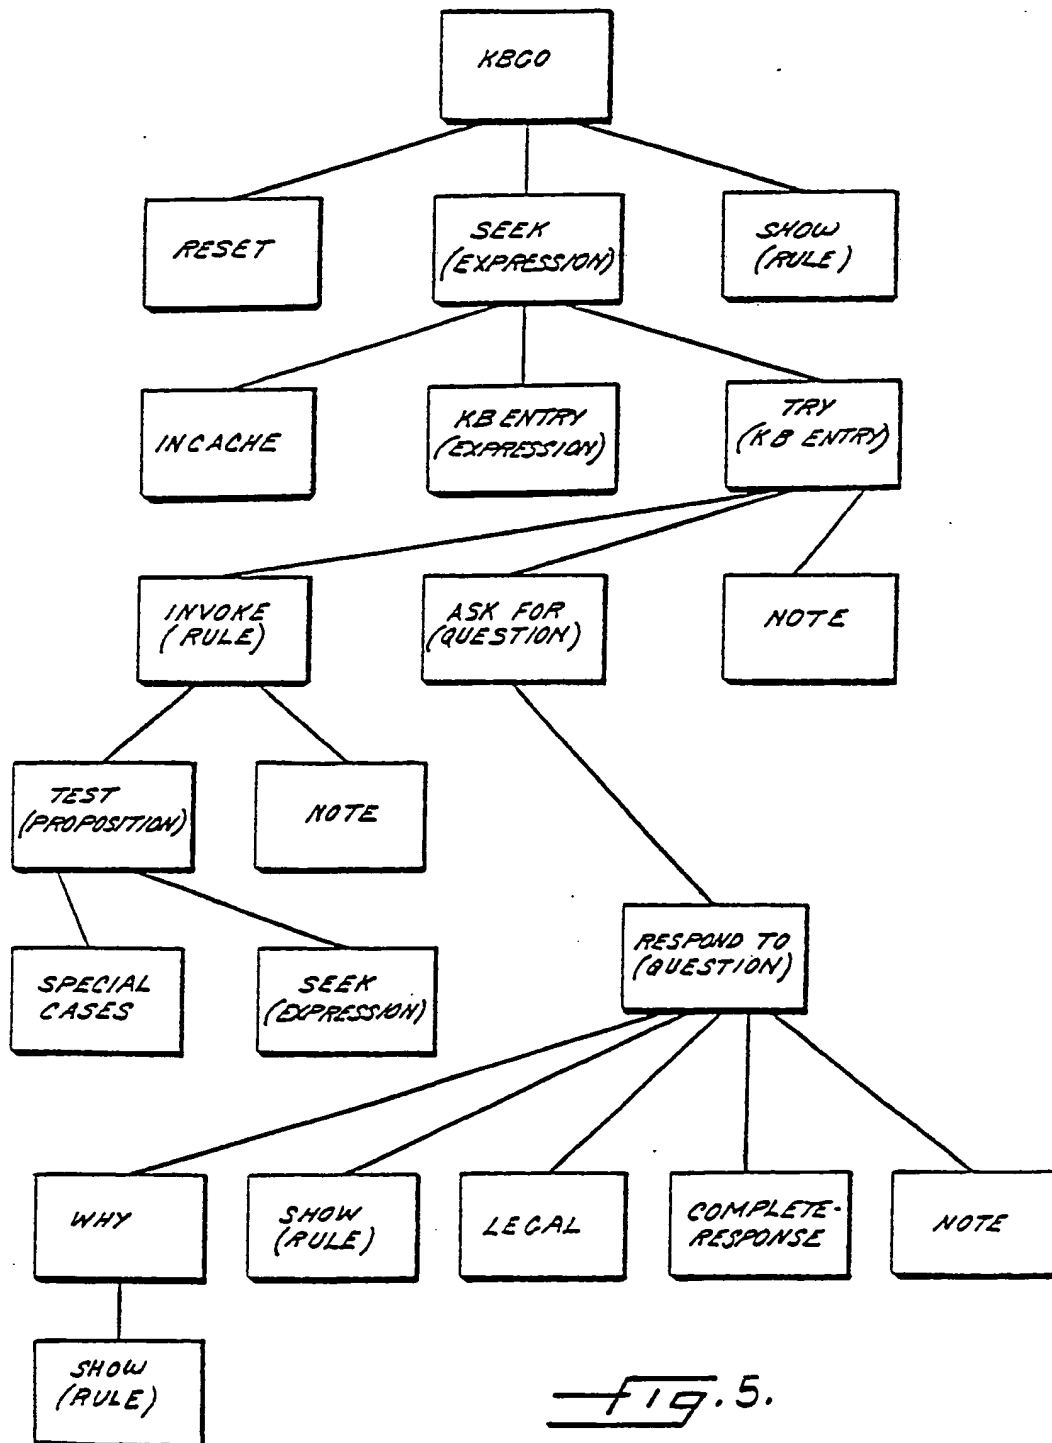 KBGO
RESET
SEEK
(EXPRESSION)
SHOW
(RULE)
INCACHE
KB ENTRY
(EXPRESSION)
TRY
(KB ENTRY)
INVOKE
(RULE)
ASK FOR
(QUESTION)
NOTE
TEST
(PROPOSITION)
NOTE
SPECIAL
CASES
SEEK
(EXPRESSION)
RESPOND TO
(QUESTION)
WHY
SHOW
(RULE)
LEGAL
COMPLETE-
RESPONSE
NOTE
SHOW
(RULE)
Fig. 5.